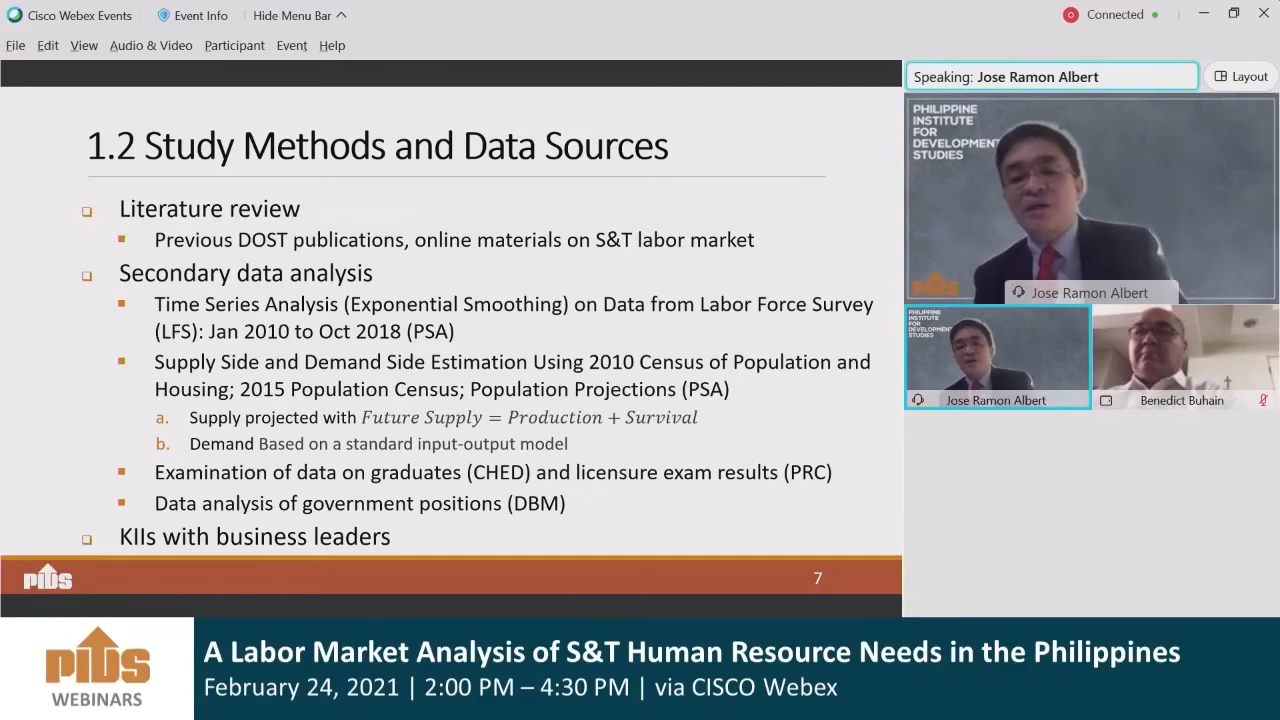 Cisco Webex Events
Event Info
Hide Menu Bar
Connected
File Edit View Audio & Video Participant Event Help
1.2 Study Methods and Data Sources
Literature review
Previous DOST publications, online materials on S&T labor market
Secondary data analysis
Time Series Analysis (Exponential Smoothing) on Data from Labor Force Survey
(LFS): Jan 2010 to Oct 2018 (PSA)
Supply Side and Demand Side Estimation Using 2010 Census of Population and
Housing; 2015 Population Census; Population Projections (PSA)
a. Supply projected with Future Supply = Production + Survival
b. Demand Based on a standard input-output model
Examination of data on graduates (CHED) and licensure exam results (PRC)
Data analysis of government positions (DBM)
KIIs with business leaders
PIDS
7
Speaking: Jose Ramon Albert
Layout
PHILIPPINE
INSTITUTE
FOR
DEVELOPMENT
STUDIES
PIDS
Jose Ramon Albert
PHILIPPINE
INSTITUTE
FOR
DEVELOPMENT
STUDIES
Jose Ramon Albert
Benedict Buhain
PIDS
WEBINARS
A Labor Market Analysis of S&T Human Resource Needs in the Philippines
February 24, 2021 | 2:00 PM – 4:30 PM | via CISCO Webex